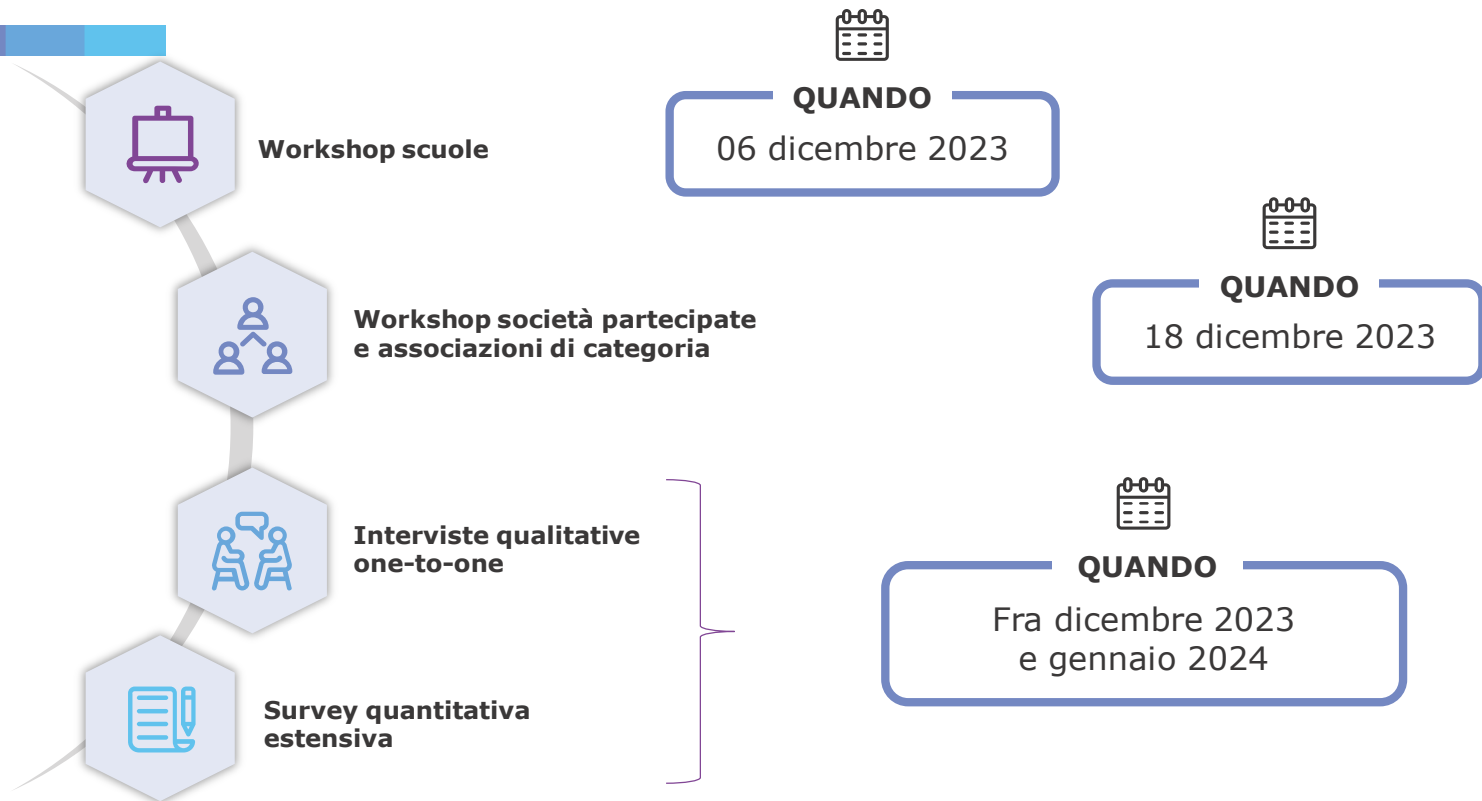 Workshop scuole
QUANDO
06 dicembre 2023
Workshop società partecipate
e associazioni di categoria
QUANDO
18 dicembre 2023
Interviste qualitative
one-to-one
Survey quantitativa
estensiva
QUANDO
Fra dicembre 2023
e gennaio 2024